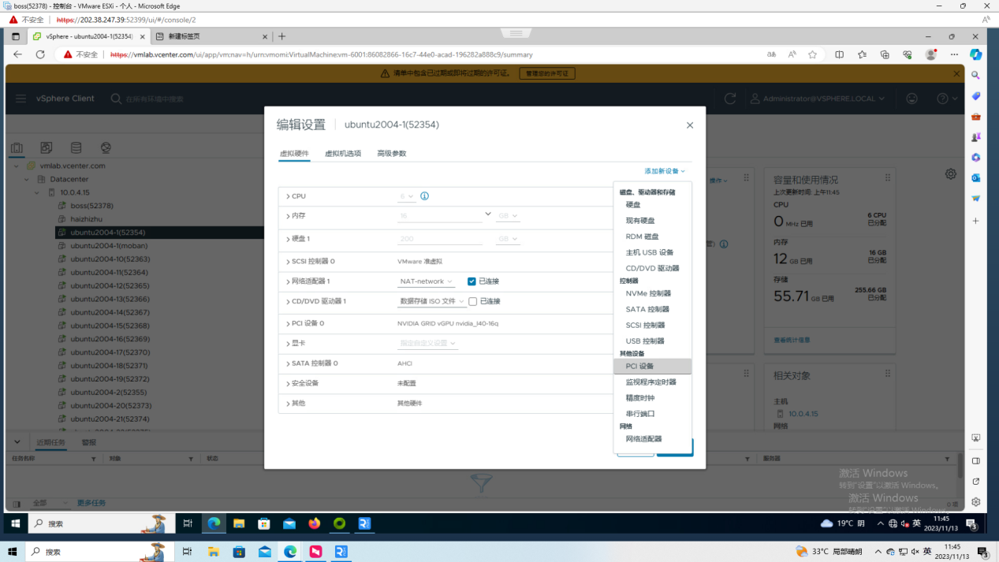 boss(52378) - 控制台 - VMware ESXi - 个人 - Microsoft Edge
不安全 https://202.38.247.39:52399/ui/#/console/2
vSphere - ubuntu2004-1(52354)
新建标签页
不安全 https://vmlab.vcenter.com/ui/app/vm;nav=h/urn:vmomi:VirtualMachine:vm-6001:86082866-16c7-44e0-acad-196282a888c9/summary
清单中包含已过期或即将过期的许可证。 管理您的许可证
vSphere Client
在所有环境中搜索
Administrator@VSPHERE.LOCAL
vmlab.vcenter.com
Datacenter
10.0.4.15
boss(52378)
haizhizhu
ubuntu2004-1(52354)
ubuntu2004-1(moban)
ubuntu2004-10(52363)
ubuntu2004-11(52364)
ubuntu2004-12(52365)
ubuntu2004-13(52366)
ubuntu2004-14(52367)
ubuntu2004-15(52368)
ubuntu2004-16(52369)
ubuntu2004-17(52370)
ubuntu2004-18(52371)
ubuntu2004-19(52372)
ubuntu2004-2(52355)
ubuntu2004-20(52373)
ubuntu2004-21(52374)
编辑设置 ubuntu2004-1(52354)
虚拟硬件 虚拟机选项 高级参数
添加新设备
CPU 6
内存 16 GB
硬盘 1 200 GB
SCSI 控制器 0 VMware 准虚拟
网络适配器 1 NAT-network 已连接
CD/DVD 驱动器 1 数据存储 ISO 文件 已连接
PCI 设备 0 NVIDIA GRID vGPU nvidia_l40-16q
显卡 指定自定义设置
SATA 控制器 0 AHCI
安全设备 未配置
其他 其他硬件
磁盘、驱动器和存储
硬盘
现有硬盘
RDM 磁盘
主机 USB 设备
CD/DVD 驱动器
控制器
NVMe 控制器
SATA 控制器
SCSI 控制器
USB 控制器
其他设备
PCI 设备
监视程序定时器
精度时钟
串行端口
网络
网络适配器
操作
容量和使用情况
上次更新时间: 上午11:45
CPU
0 MHz 已用
6 CPU
已分配
内存
12 GB 已用
16 GB
已分配
存储
55.71 GB 已用
255.66 GB
已分配
查看统计信息
相关对象
主机
10.0.4.15
网络
近期任务 警报
任务名称 对象 状态 服务器
全部 更多任务
激活 Windows
转到"设置"以激活 Windows。
激活 Windows
转到"设置"以激活 Windows。
搜索
19°C 阴
英
11:45
2023/11/13
3
搜索
33°C 局部晴朗
英
11:45
2023/11/13
3